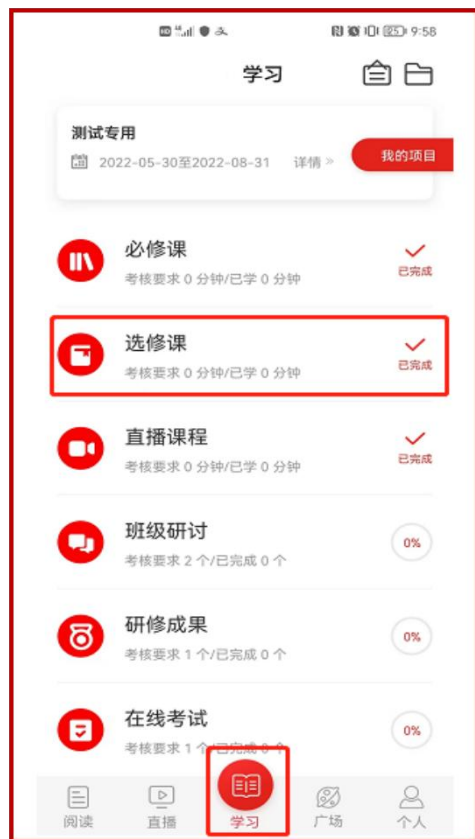 9:58
学习
测试专用
2022-05-30至2022-08-31 详情 »
我的项目
必修课
考核要求 0 分钟/已学 0 分钟
已完成
选修课
考核要求 0 分钟/已学 0 分钟
已完成
直播课程
考核要求 0 分钟/已学 0 分钟
已完成
班级研讨
考核要求 2 个/已完成 0 个
0%
研修成果
考核要求 1 个/已完成 0 个
0%
在线考试
考核要求 1 个/已完成 0 个
0%
阅读 直播 学习 广场 个人